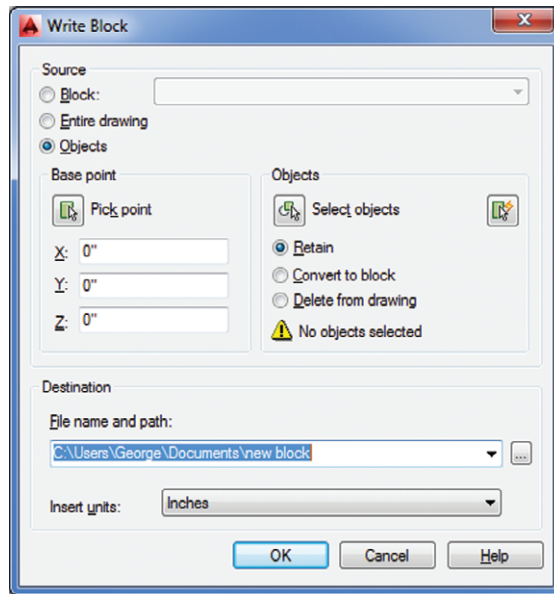 Write Block
Source
Block:
Entire drawing
Objects
Base point
Pick point
X: 0"
Y: 0"
Z: 0"
Objects
Select objects
Retain
Convert to block
Delete from drawing
No objects selected
Destination
File name and path:
C:\Users\George\Documents\new block
...
Insert units: Inches
OK Cancel Help